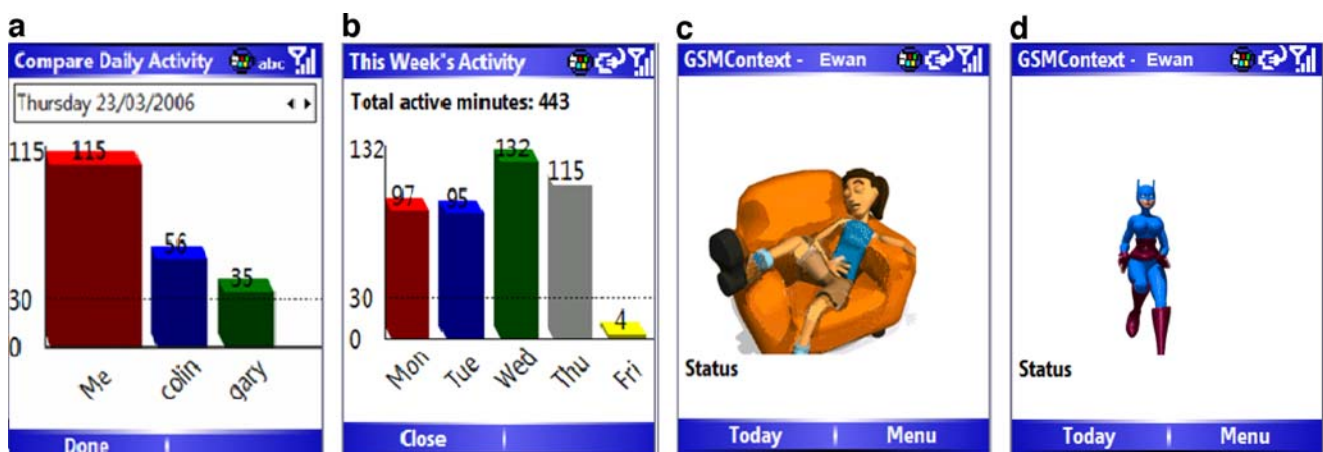 a
Compare Daily Activity abc
Thursday 23/03/2006
115 115
56
35
30
0
Me colin gary
Done
b
This Week's Activity
Total active minutes: 443
132 132
115
97 95
30
4
0
Mon Tue Wed Thu Fri
Close
c
GSMContext - Ewan
Status
Today Menu
d
GSMContext - Ewan
Status
Today Menu